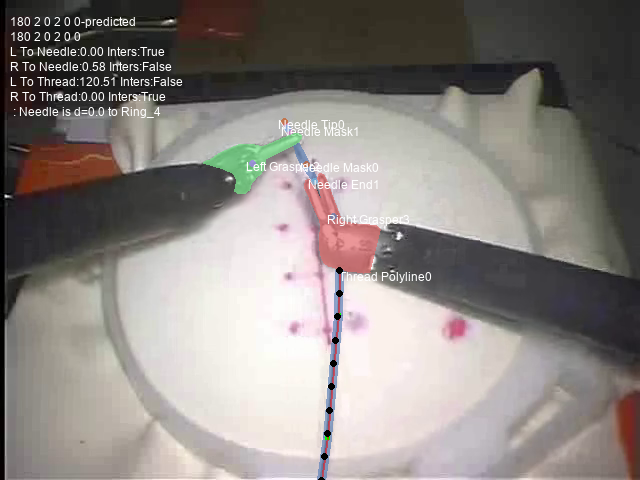 180 2 0 2 0 0-predicted
180 2 0 2 0 0
L To Needle:0.00 Inters:True
R To Needle:0.58 Inters:False
L To Thread:120.51 Inters:False
R To Thread:0.00 Inters:True
: Needle is d=0.0 to Ring_4
Needle Tip0
Needle Mask1
Left Grasper2
Needle Mask0
Needle End1
Right Grasper3
Thread Polyline0